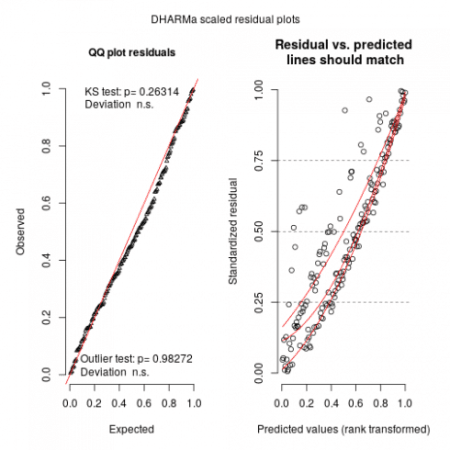 DHARMa scaled residual plots
QQ plot residuals
KS test: p= 0.26314
Deviation n.s.
Outlier test: p= 0.98272
Deviation n.s.
Observed
0.0
0.2
0.4
0.6
0.8
1.0
0.0 0.2 0.4 0.6 0.8 1.0
Expected
Residual vs. predicted
lines should match
Standardized residual
0.00
0.25
0.50
0.75
1.00
0.0 0.2 0.4 0.6 0.8 1.0
Predicted values (rank transformed)